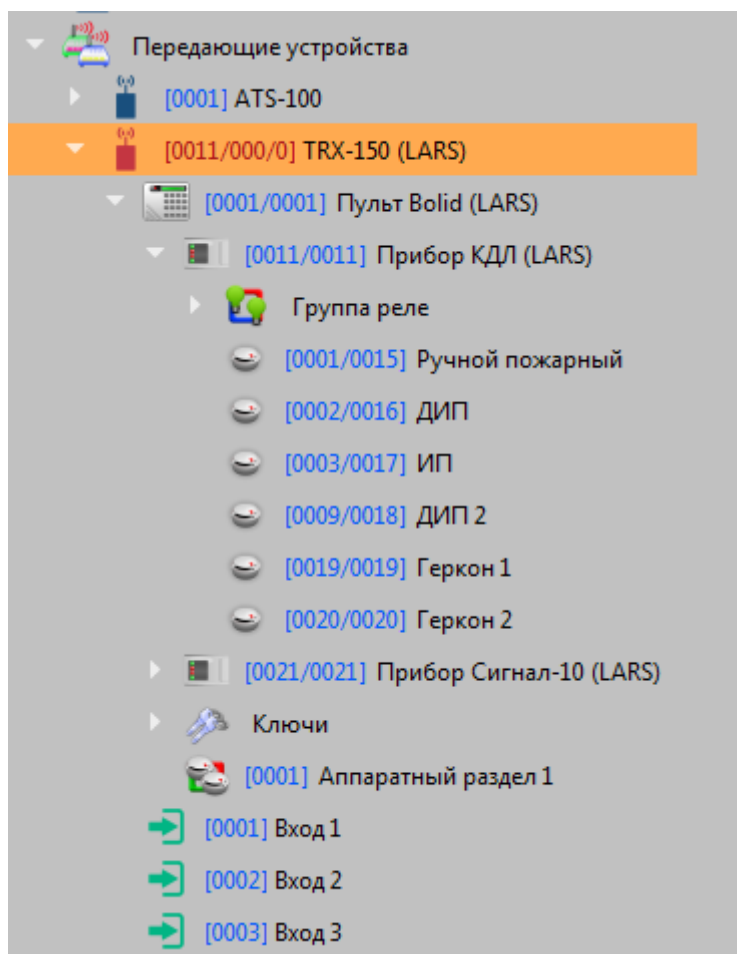 Передающие устройства
[0001] ATS-100
[0011/000/0] TRX-150 (LARS)
[0001/0001] Пульт Bolid (LARS)
[0011/0011] Прибор КДЛ (LARS)
Группа реле
[0001/0015] Ручной пожарный
[0002/0016] ДИП
[0003/0017] ИП
[0009/0018] ДИП 2
[0019/0019] Геркон 1
[0020/0020] Геркон 2
[0021/0021] Прибор Сигнал-10 (LARS)
Ключи
[0001] Аппаратный раздел 1
[0001] Вход 1
[0002] Вход 2
[0003] Вход 3